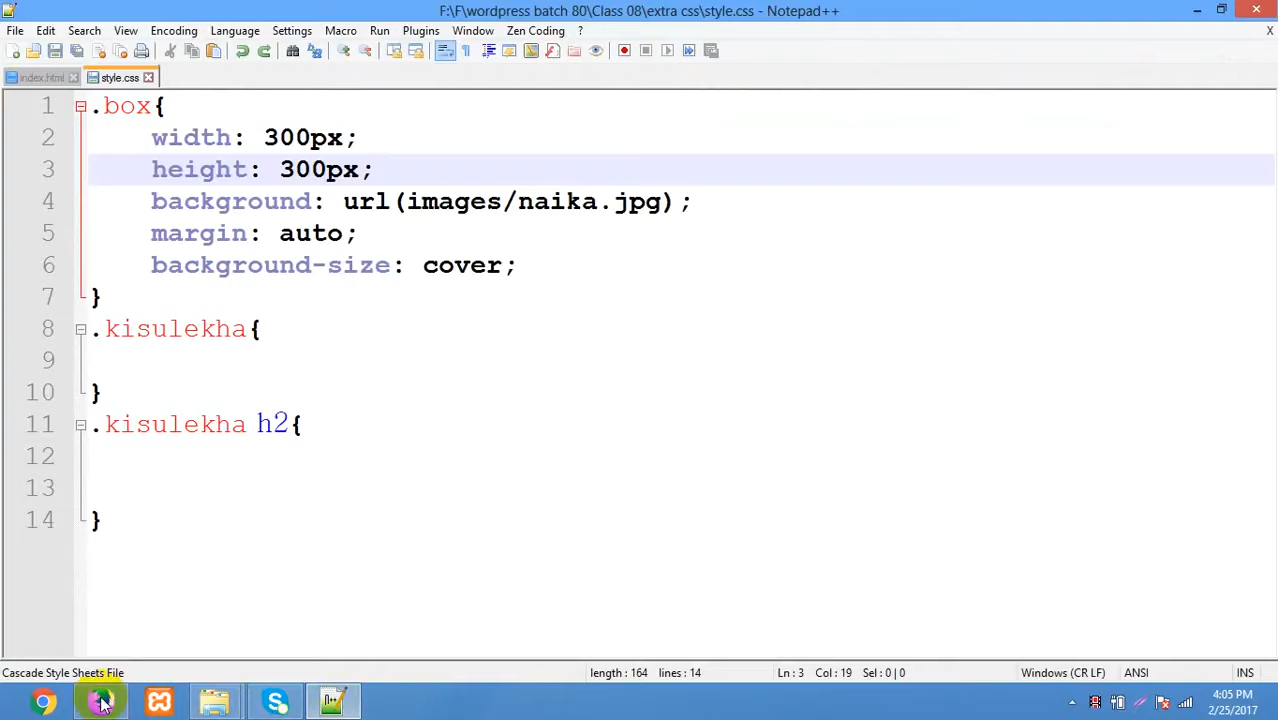 F:\F\wordpress batch 80\Class 08\extra css\style.css - Notepad++
File Edit Search View Encoding Language Settings Macro Run Plugins Window Zen Coding ? X
index.html style.css
1 .box{
2 width: 300px;
3 height: 300px;
4 background: url(images/naika.jpg);
5 margin: auto;
6 background-size: cover;
7 }
8 .kisulekha{
9
10 }
11 .kisulekha h2{
12
13
14 }
Cascade Style Sheets File length : 164 lines : 14 Ln : 3 Col : 19 Sel : 0 | 0 Windows (CR LF) ANSI INS
4:05 PM
2/25/2017